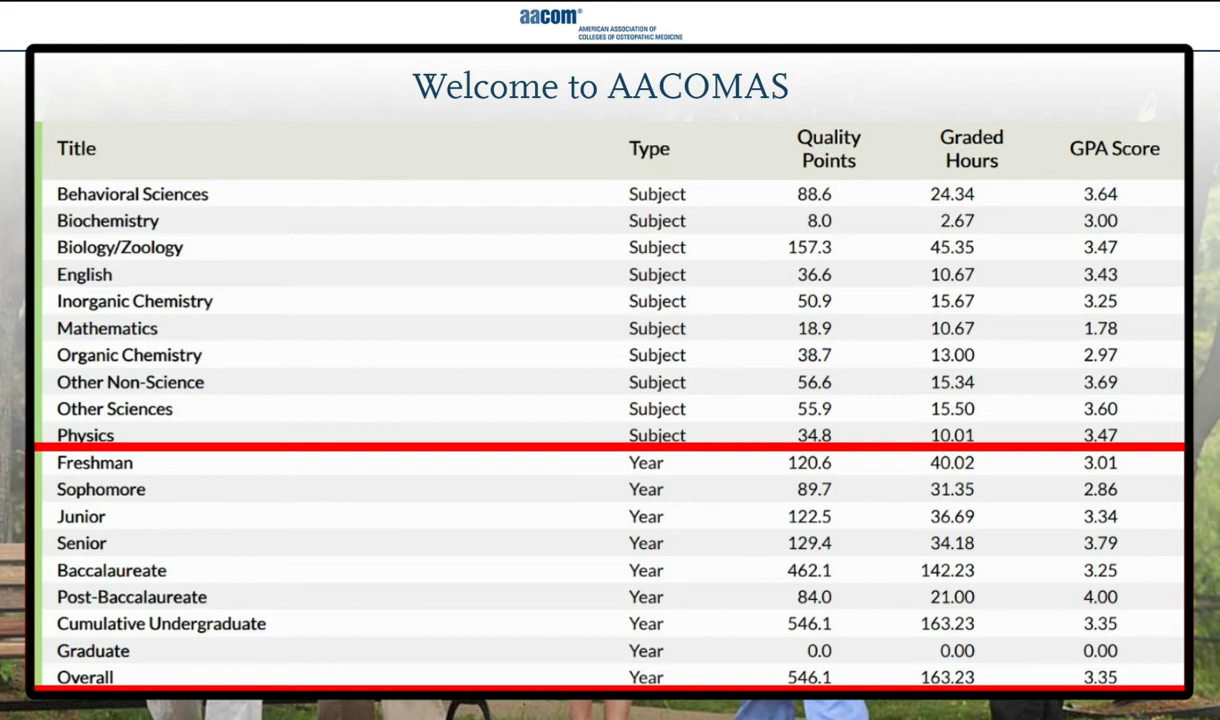 aacom®
AMERICAN ASSOCIATION OF
COLLEGES OF OSTEOPATHIC MEDICINE
Welcome to AACOMAS
Title Type Quality Points Graded Hours GPA Score
Behavioral Sciences Subject 88.6 24.34 3.64
Biochemistry Subject 8.0 2.67 3.00
Biology/Zoology Subject 157.3 45.35 3.47
English Subject 36.6 10.67 3.43
Inorganic Chemistry Subject 50.9 15.67 3.25
Mathematics Subject 18.9 10.67 1.78
Organic Chemistry Subject 38.7 13.00 2.97
Other Non-Science Subject 56.6 15.34 3.69
Other Sciences Subject 55.9 15.50 3.60
Physics Subject 34.8 10.01 3.47
Freshman Year 120.6 40.02 3.01
Sophomore Year 89.7 31.35 2.86
Junior Year 122.5 36.69 3.34
Senior Year 129.4 34.18 3.79
Baccalaureate Year 462.1 142.23 3.25
Post-Baccalaureate Year 84.0 21.00 4.00
Cumulative Undergraduate Year 546.1 163.23 3.35
Graduate Year 0.0 0.00 0.00
Overall Year 546.1 163.23 3.35